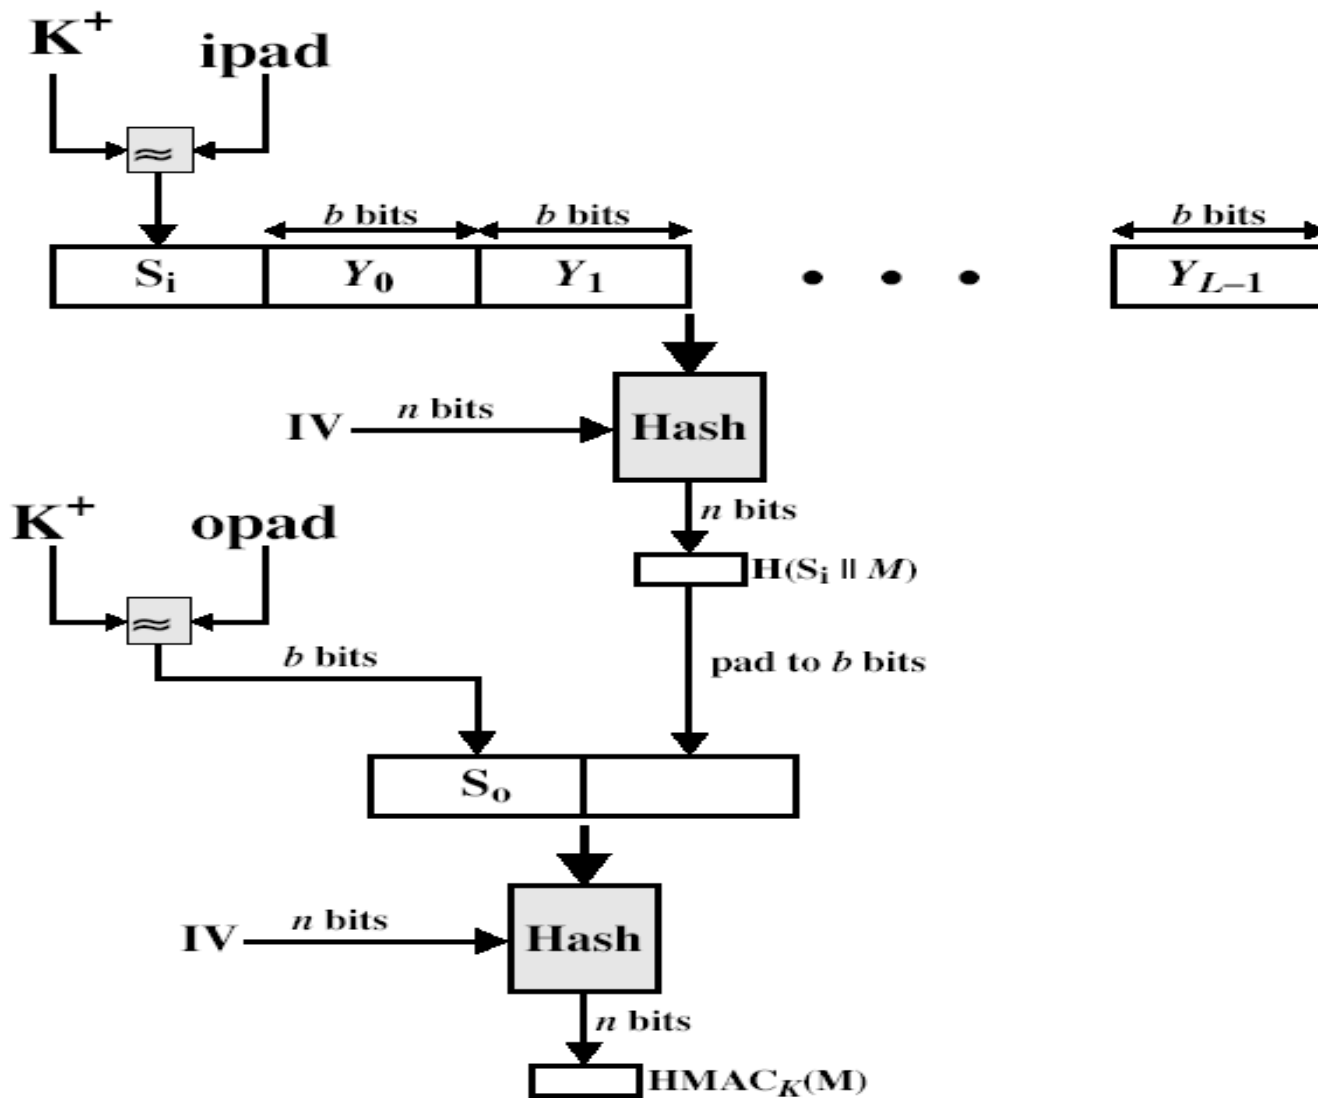 K+ ipad
≈
b bits b bits b bits
Si Y0 Y1 • • • YL–1
IV n bits Hash
n bits
K+ opad
H(Si || M)
≈
b bits pad to b bits
So
IV n bits Hash
n bits
HMACK(M)